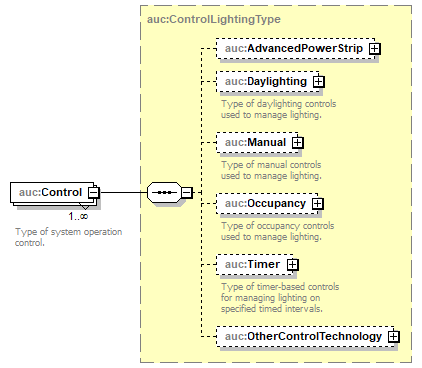 auc:ControlLightingType
auc:AdvancedPowerStrip
auc:Daylighting
Type of daylighting controls
used to manage lighting.
auc:Manual
Type of manual controls
used to manage lighting.
auc:Control
1..∞
Type of system operation
control.
auc:Occupancy
Type of occupancy controls
used to manage lighting.
auc:Timer
Type of timer-based controls
for managing lighting on
specified timed intervals.
auc:OtherControlTechnology